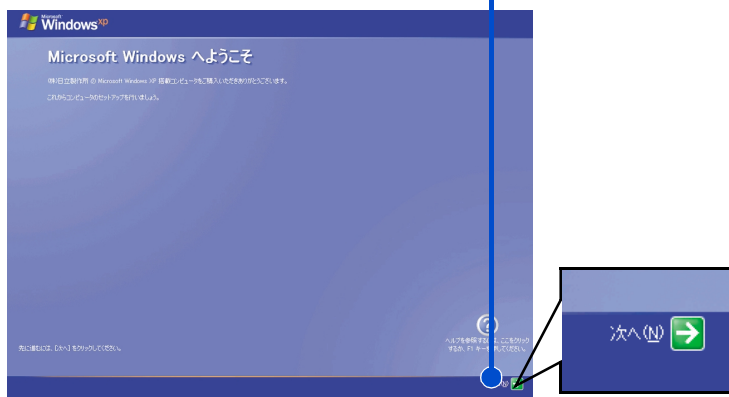 Microsoft
Windows xp
Microsoft Windows へようこそ
(株)日立製作所 の Microsoft Windows XP 搭載コンピュータをご購入いただきありがとうございます。
これからコンピュータのセットアップを行いましょう。
先に進むには、[次へ] をクリックしてください。
ヘルプを参照するには、ここをクリック
するか、F1 キーを押してください。
(N)
次へ(N)